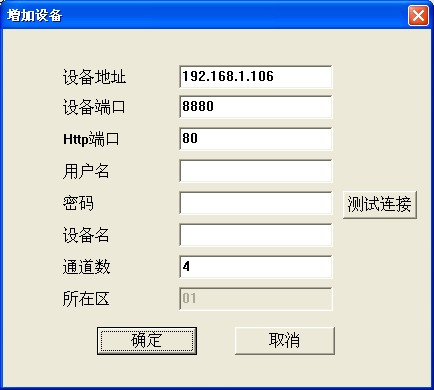 增加设备
设备地址 192.168.1.106
设备端口 8880
Http端口 80
用户名
密码 测试连接
设备名
通道数 4
所在区 01
确定 取消